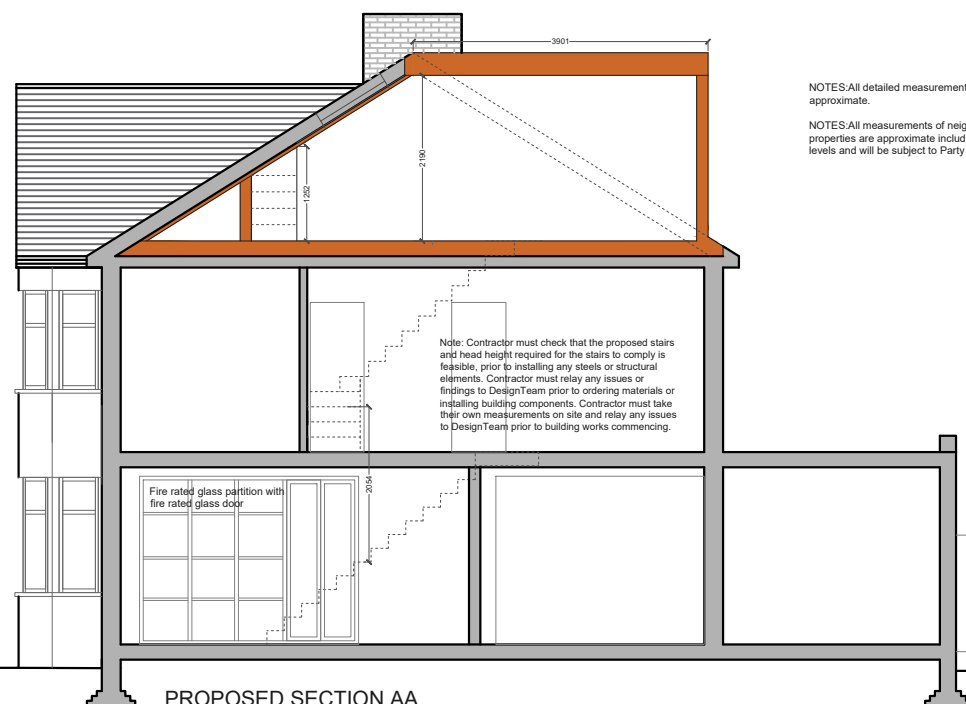 3901
NOTES:All detailed measurement
approximate.
NOTES:All measurements of neig
properties are approximate includ
levels and will be subject to Party
1252
2190
Note: Contractor must check that the proposed stairs
and head height required for the stairs to comply is
feasible, prior to installing any steels or structural
elements. Contractor must relay any issues or
findings to DesignTeam prior to ordering materials or
installing building components. Contractor must take
their own measurements on site and relay any issues
to DesignTeam prior to building works commencing.
Fire rated glass partition with
fire rated glass door
2054
PROPOSED SECTION AA